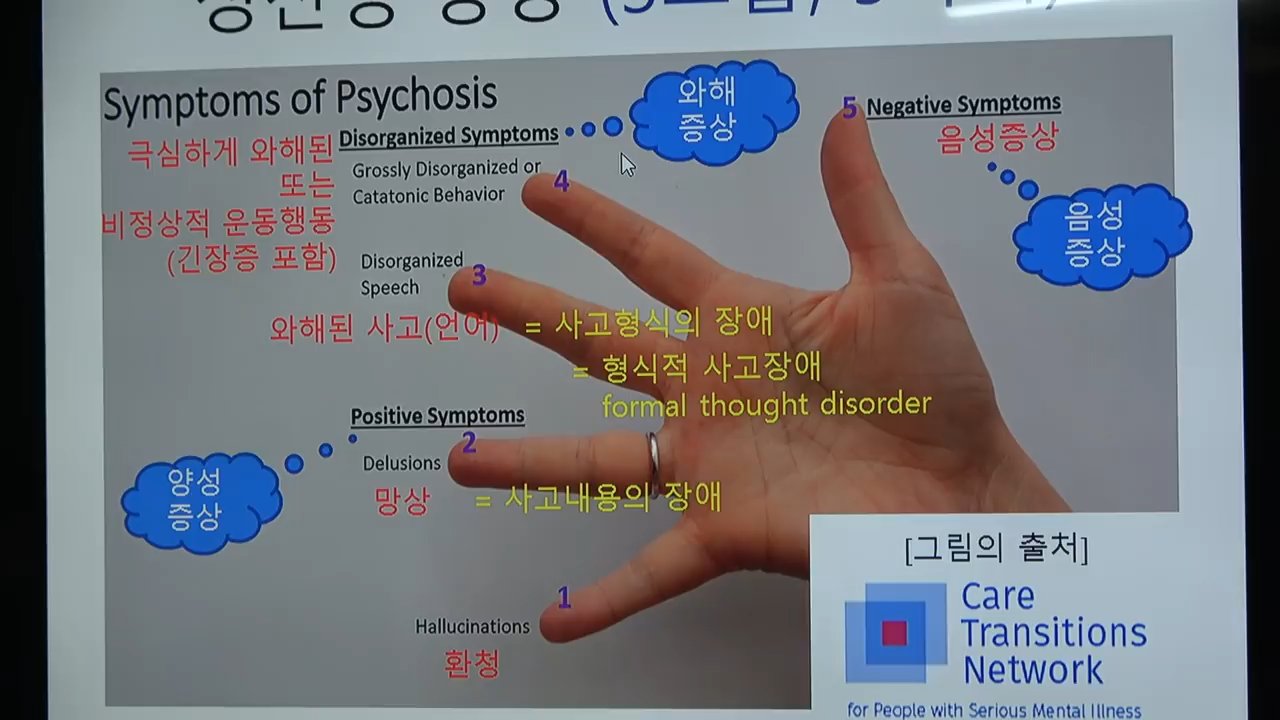 Symptoms of Psychosis
와해
증상
5 Negative Symptoms
음성증상
음성
증상
Disorganized Symptoms
극심하게 와해된
또는
비정상적 운동행동
(긴장증 포함)
Grossly Disorganized or
Catatonic Behavior
4
Disorganized
Speech
3
와해된 사고(언어) = 사고형식의 장애
= 형식적 사고장애
formal thought disorder
Positive Symptoms
양성
증상
2
Delusions
망상 = 사고내용의 장애
1
Hallucinations
환청
[그림의 출처]
Care
Transitions
Network
for People with Serious Mental Illness